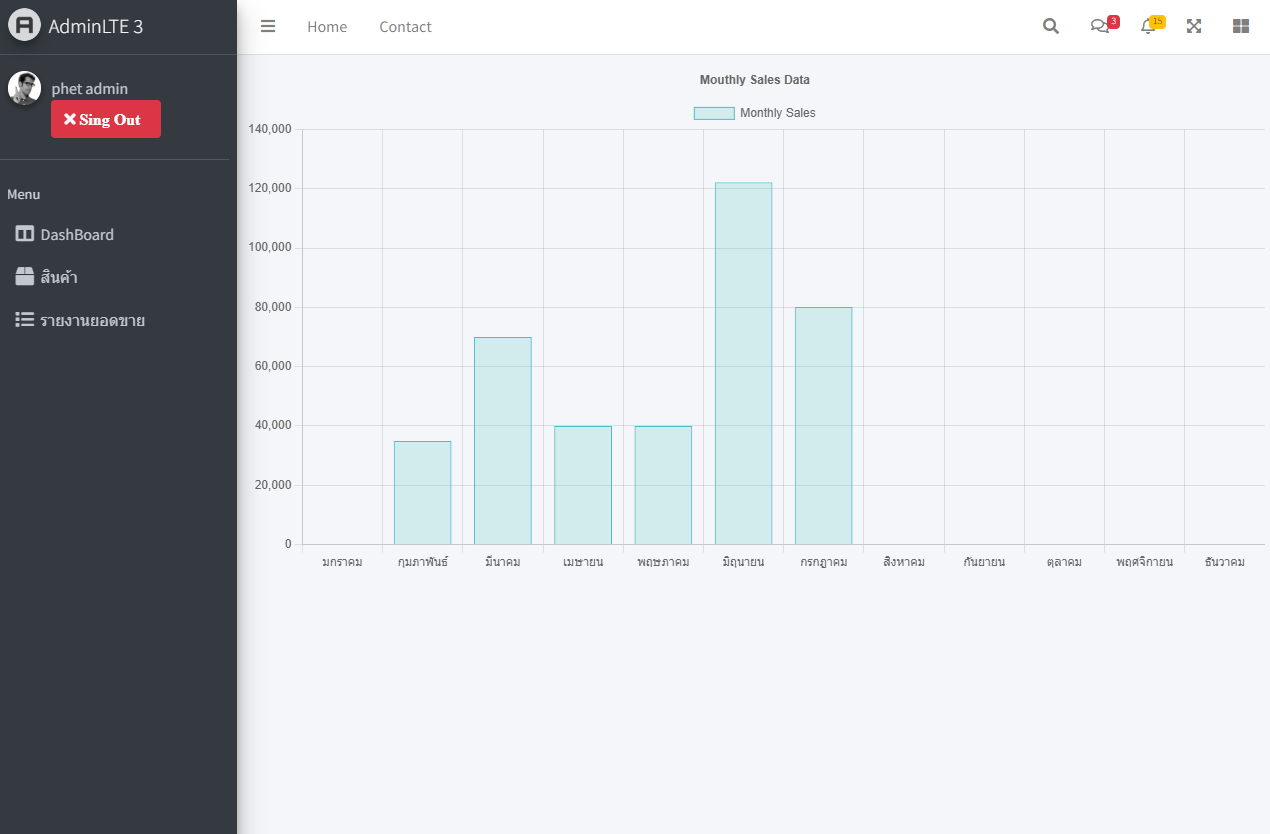 AdminLTE 3
Home
Contact
3
15
phet admin
Sing Out
Menu
DashBoard
สินค้า
รายงานยอดขาย
Mouthly Sales Data
Monthly Sales
140,000
120,000
100,000
80,000
60,000
40,000
20,000
0
มกราคม
กุมภาพันธ์
มีนาคม
เมษายน
พฤษภาคม
มิถุนายน
กรกฎาคม
สิงหาคม
กันยายน
ตุลาคม
พฤศจิกายน
ธันวาคม